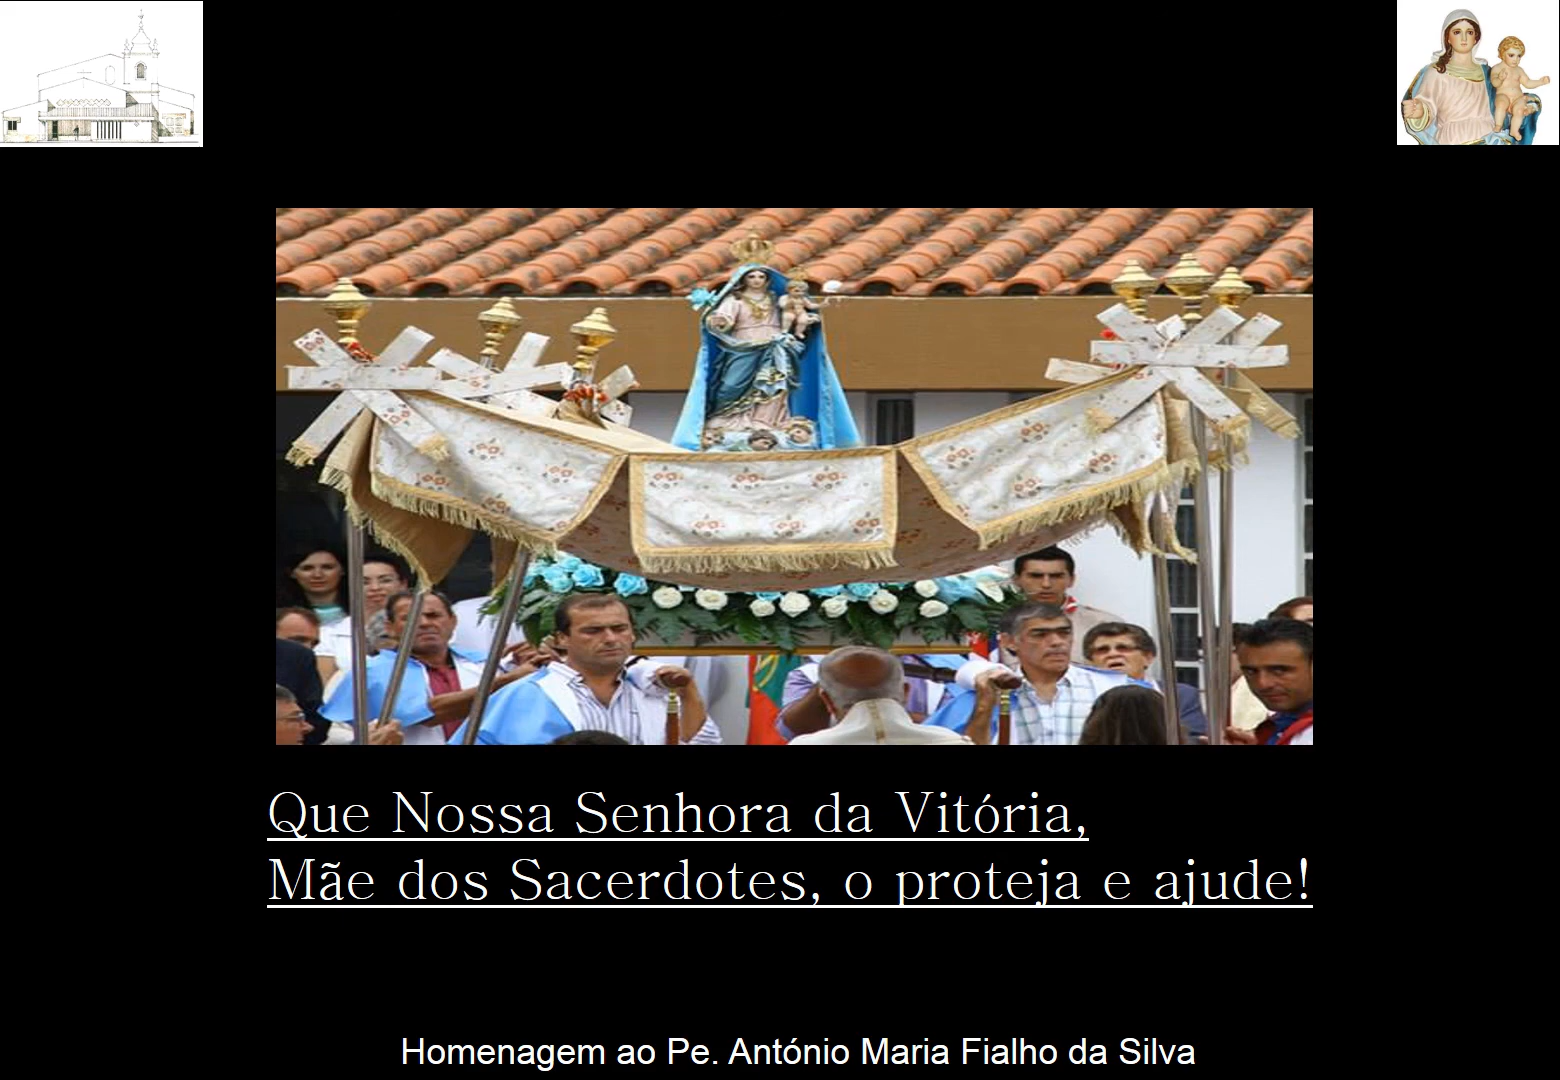 Que Nossa Senhora da Vitória,
Mãe dos Sacerdotes, o proteja e ajude!
Homenagem ao Pe. António Maria Fialho da Silva